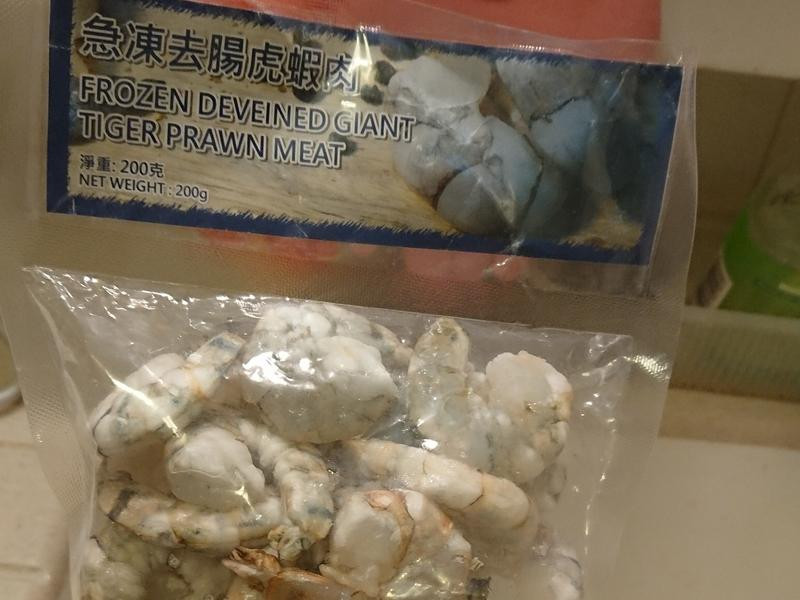 急凍去腸虎蝦肉
FROZEN DEVEINED GIANT
TIGER PRAWN MEAT
淨重: 200克
NET WEIGHT : 200g